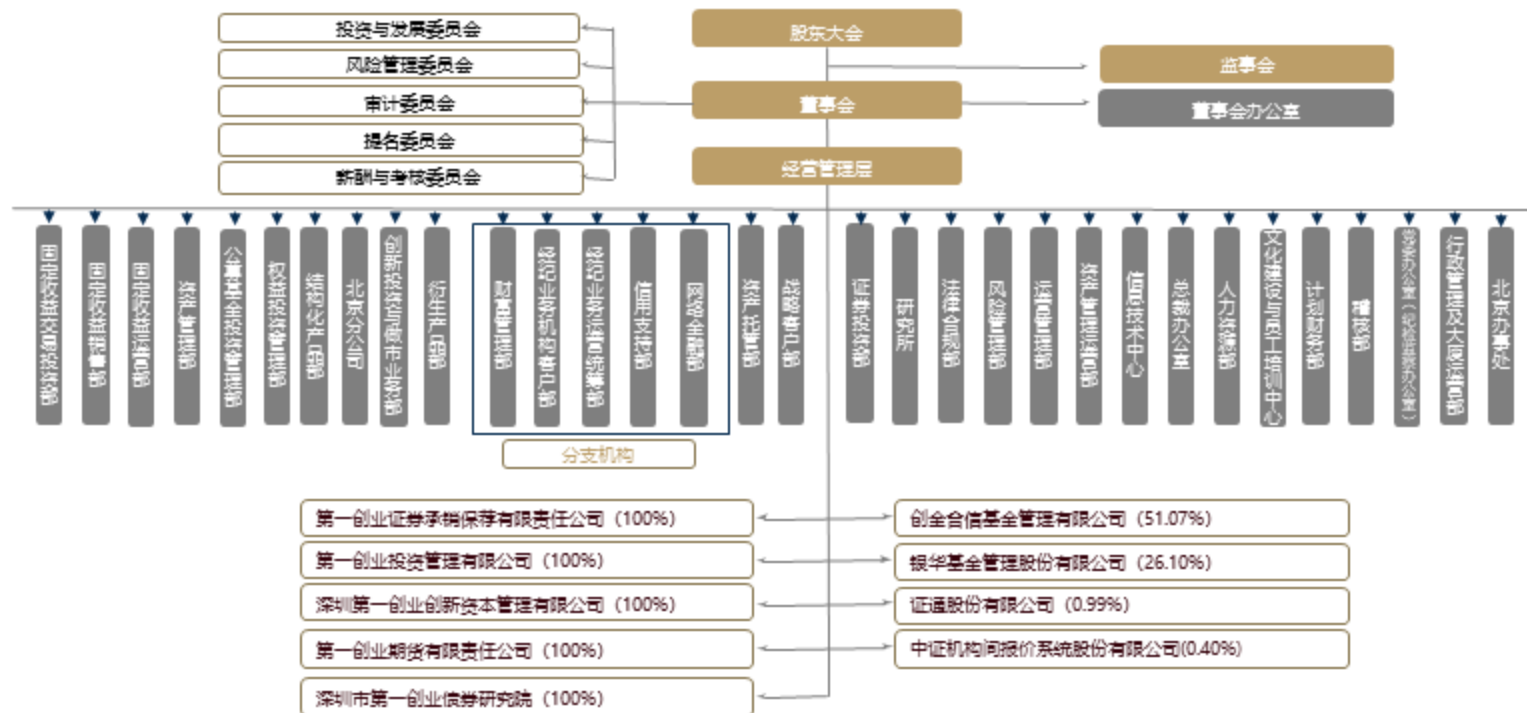 投资与发展委员会
股东大会
风险管理委员会
监事会
审计委员会
董事会
董事会办公室
提名委员会
经营管理层
薪酬与考核委员会
固定收益交易投资部
固定收益销售部
固定收益运营部
资产管理部
公募基金投资管理部
权益投资管理部
结构化产品部
北京分公司
创新投资与做市业务部
衍生产品部
财富管理部
经纪业务机构客户部
经纪业务运营统筹部
信用支持部
网络金融部
资产托管部
战略客户部
证券投资部
研究所
法律合规部
风险管理部
运营管理部
资产管理运营部
信息技术中心
总裁办公室
人力资源部
文化建设与员工培训中心
计划财务部
稽核部
党委办公室（纪检监察办公室）
行政管理及大厦运营部
北京办事处
分支机构
第一创业证券承销保荐有限责任公司（100%）
创金合信基金管理有限公司（51.07%）
第一创业投资管理有限公司（100%）
银华基金管理股份有限公司（26.10%）
深圳第一创业创新资本管理有限公司（100%）
证通股份有限公司（0.99%）
第一创业期货有限责任公司（100%）
中证机构间报价系统股份有限公司(0.40%)
深圳市第一创业债券研究院（100%）